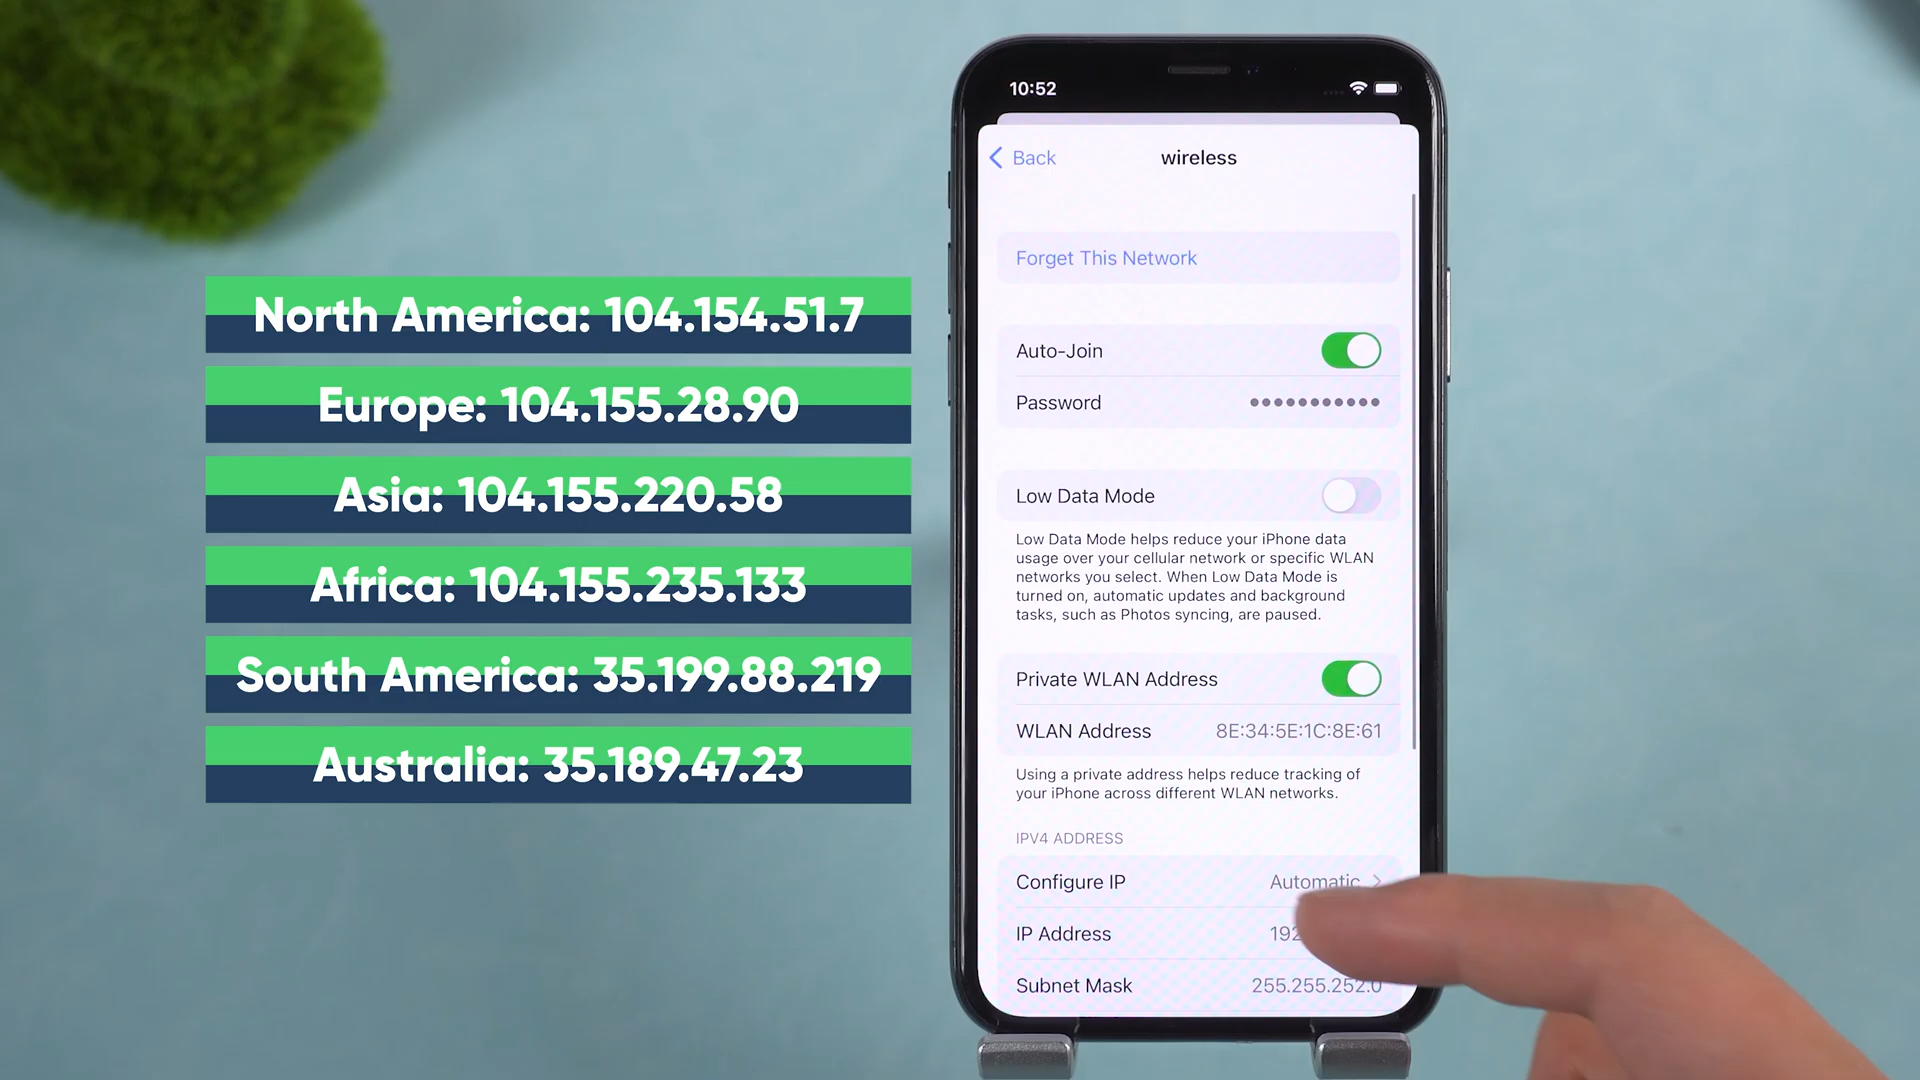 North America: 104.154.51.7
Europe: 104.155.28.90
Asia: 104.155.220.58
Africa: 104.155.235.133
South America: 35.199.88.219
Australia: 35.189.47.23
10:52
Back
wireless
Forget This Network
Auto-Join
Password ●●●●●●●●●●●
Low Data Mode
Low Data Mode helps reduce your iPhone data
usage over your cellular network or specific WLAN
networks you select. When Low Data Mode is
turned on, automatic updates and background
tasks, such as Photos syncing, are paused.
Private WLAN Address
WLAN Address 8E:34:5E:1C:8E:61
Using a private address helps reduce tracking of
your iPhone across different WLAN networks.
IPV4 ADDRESS
Configure IP Automatic
IP Address 192
Subnet Mask 255.255.252.0